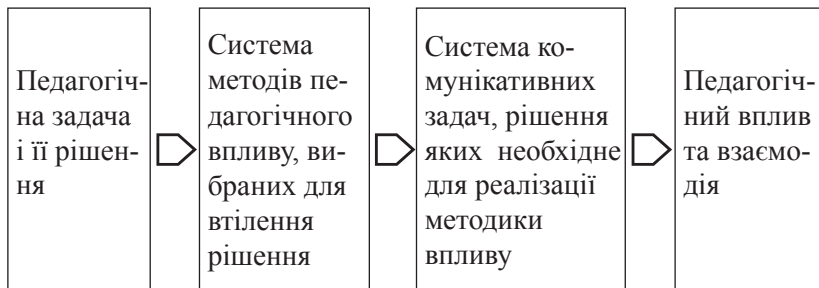 Педагогіч-
на задача
і її рішен-
ня
Система
методів пе-
дагогічного
впливу, ви-
браних для
втілення
рішення
Система ко-
мунікативних
задач, рішення
яких необхідне
для реалізації
методики
впливу
Педагогіч-
ний вплив
та взаємо-
дія